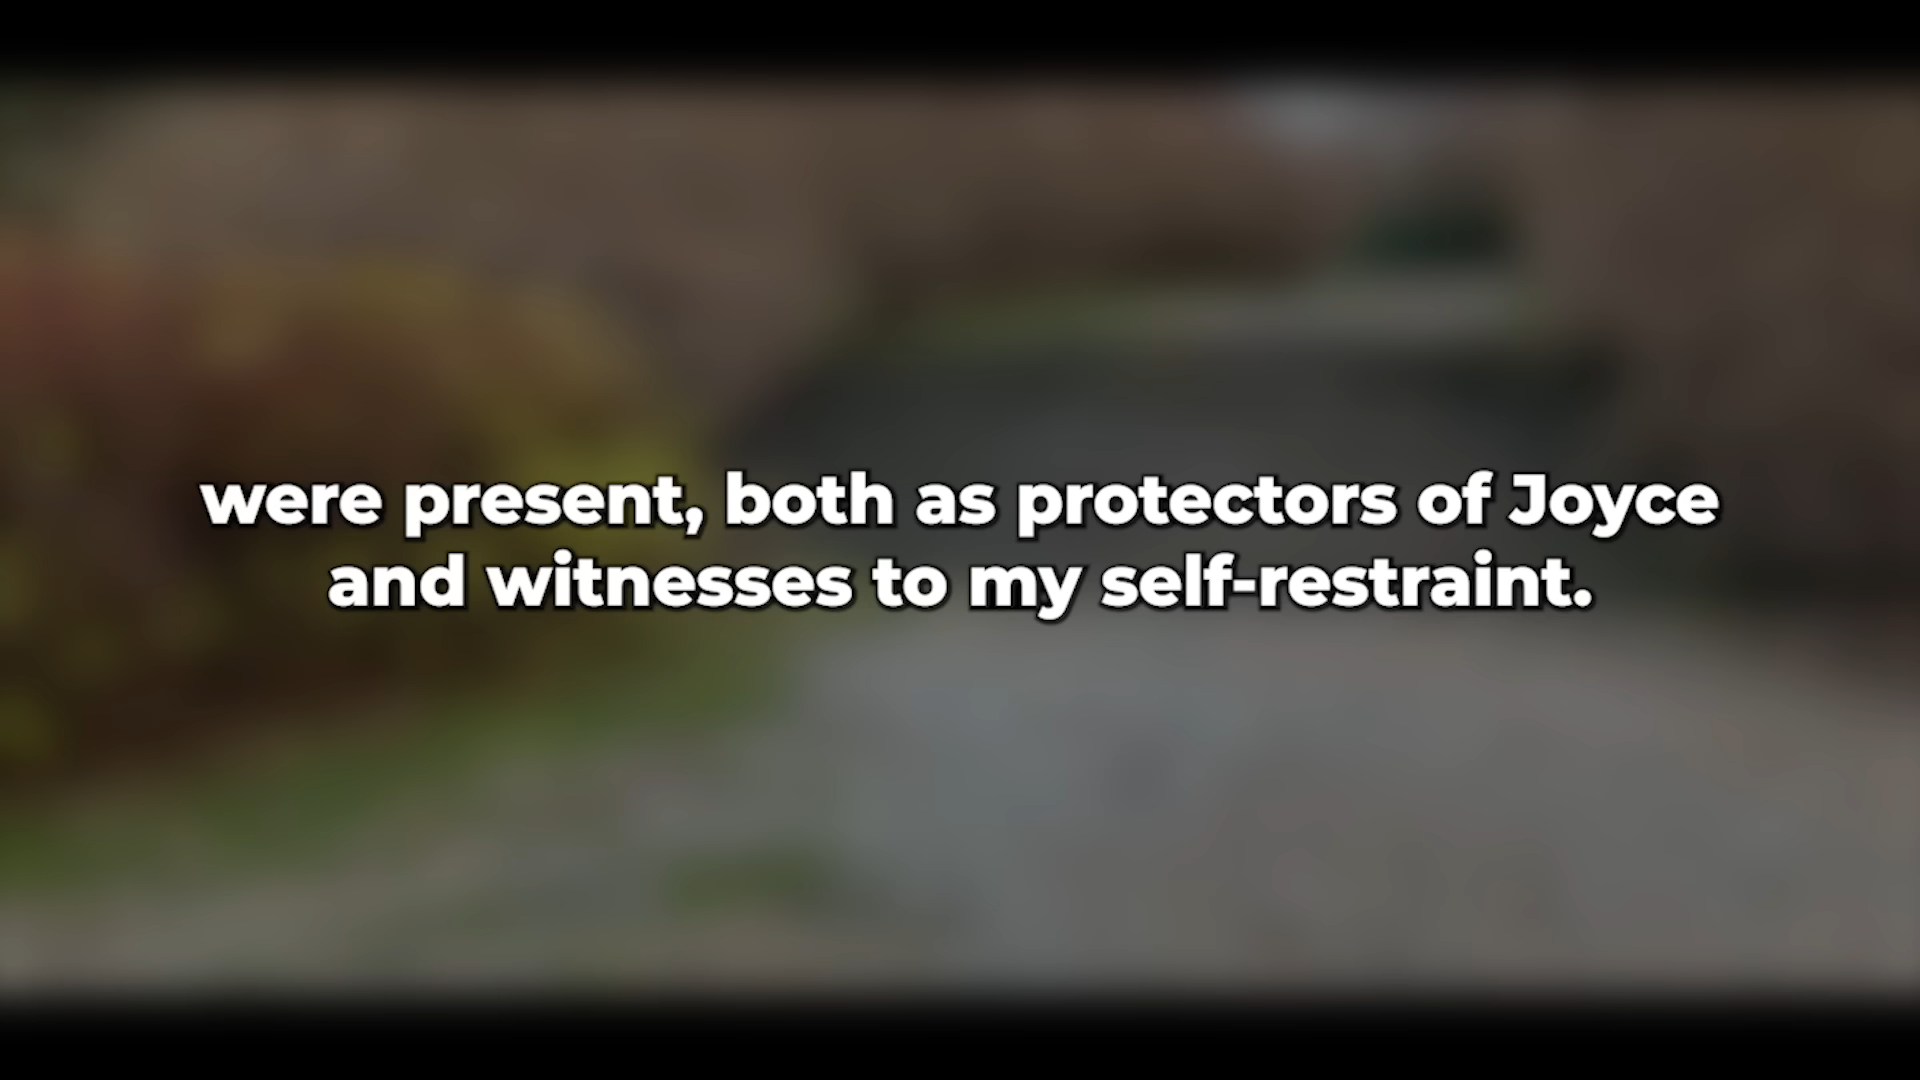 were present, both as protectors of Joyce
and witnesses to my self-restraint.